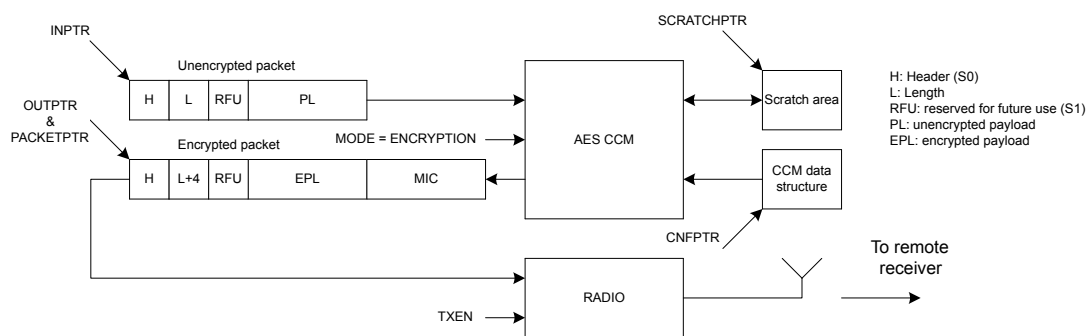 SCRATCHPTR
INPTR
Unencrypted packet
H L RFU PL
OUTPTR
&
PACKETPTR
MODE = ENCRYPTION
Encrypted packet
H L+4 RFU EPL MIC
AES CCM
Scratch area
CCM data
structure
CNFPTR
H: Header (S0)
L: Length
RFU: reserved for future use (S1)
PL: unencrypted payload
EPL: encrypted payload
To remote
receiver
RADIO
TXEN